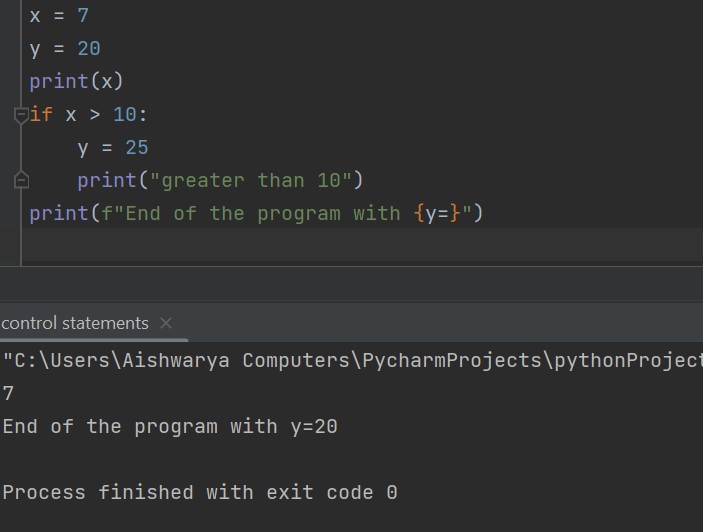 x = 7
y = 20
print(x)
if x > 10:
    y = 25
    print("greater than 10")
print(f"End of the program with {y=}")
control statements
"C:\Users\Aishwarya Computers\PycharmProjects\pythonProject
7
End of the program with y=20
Process finished with exit code 0